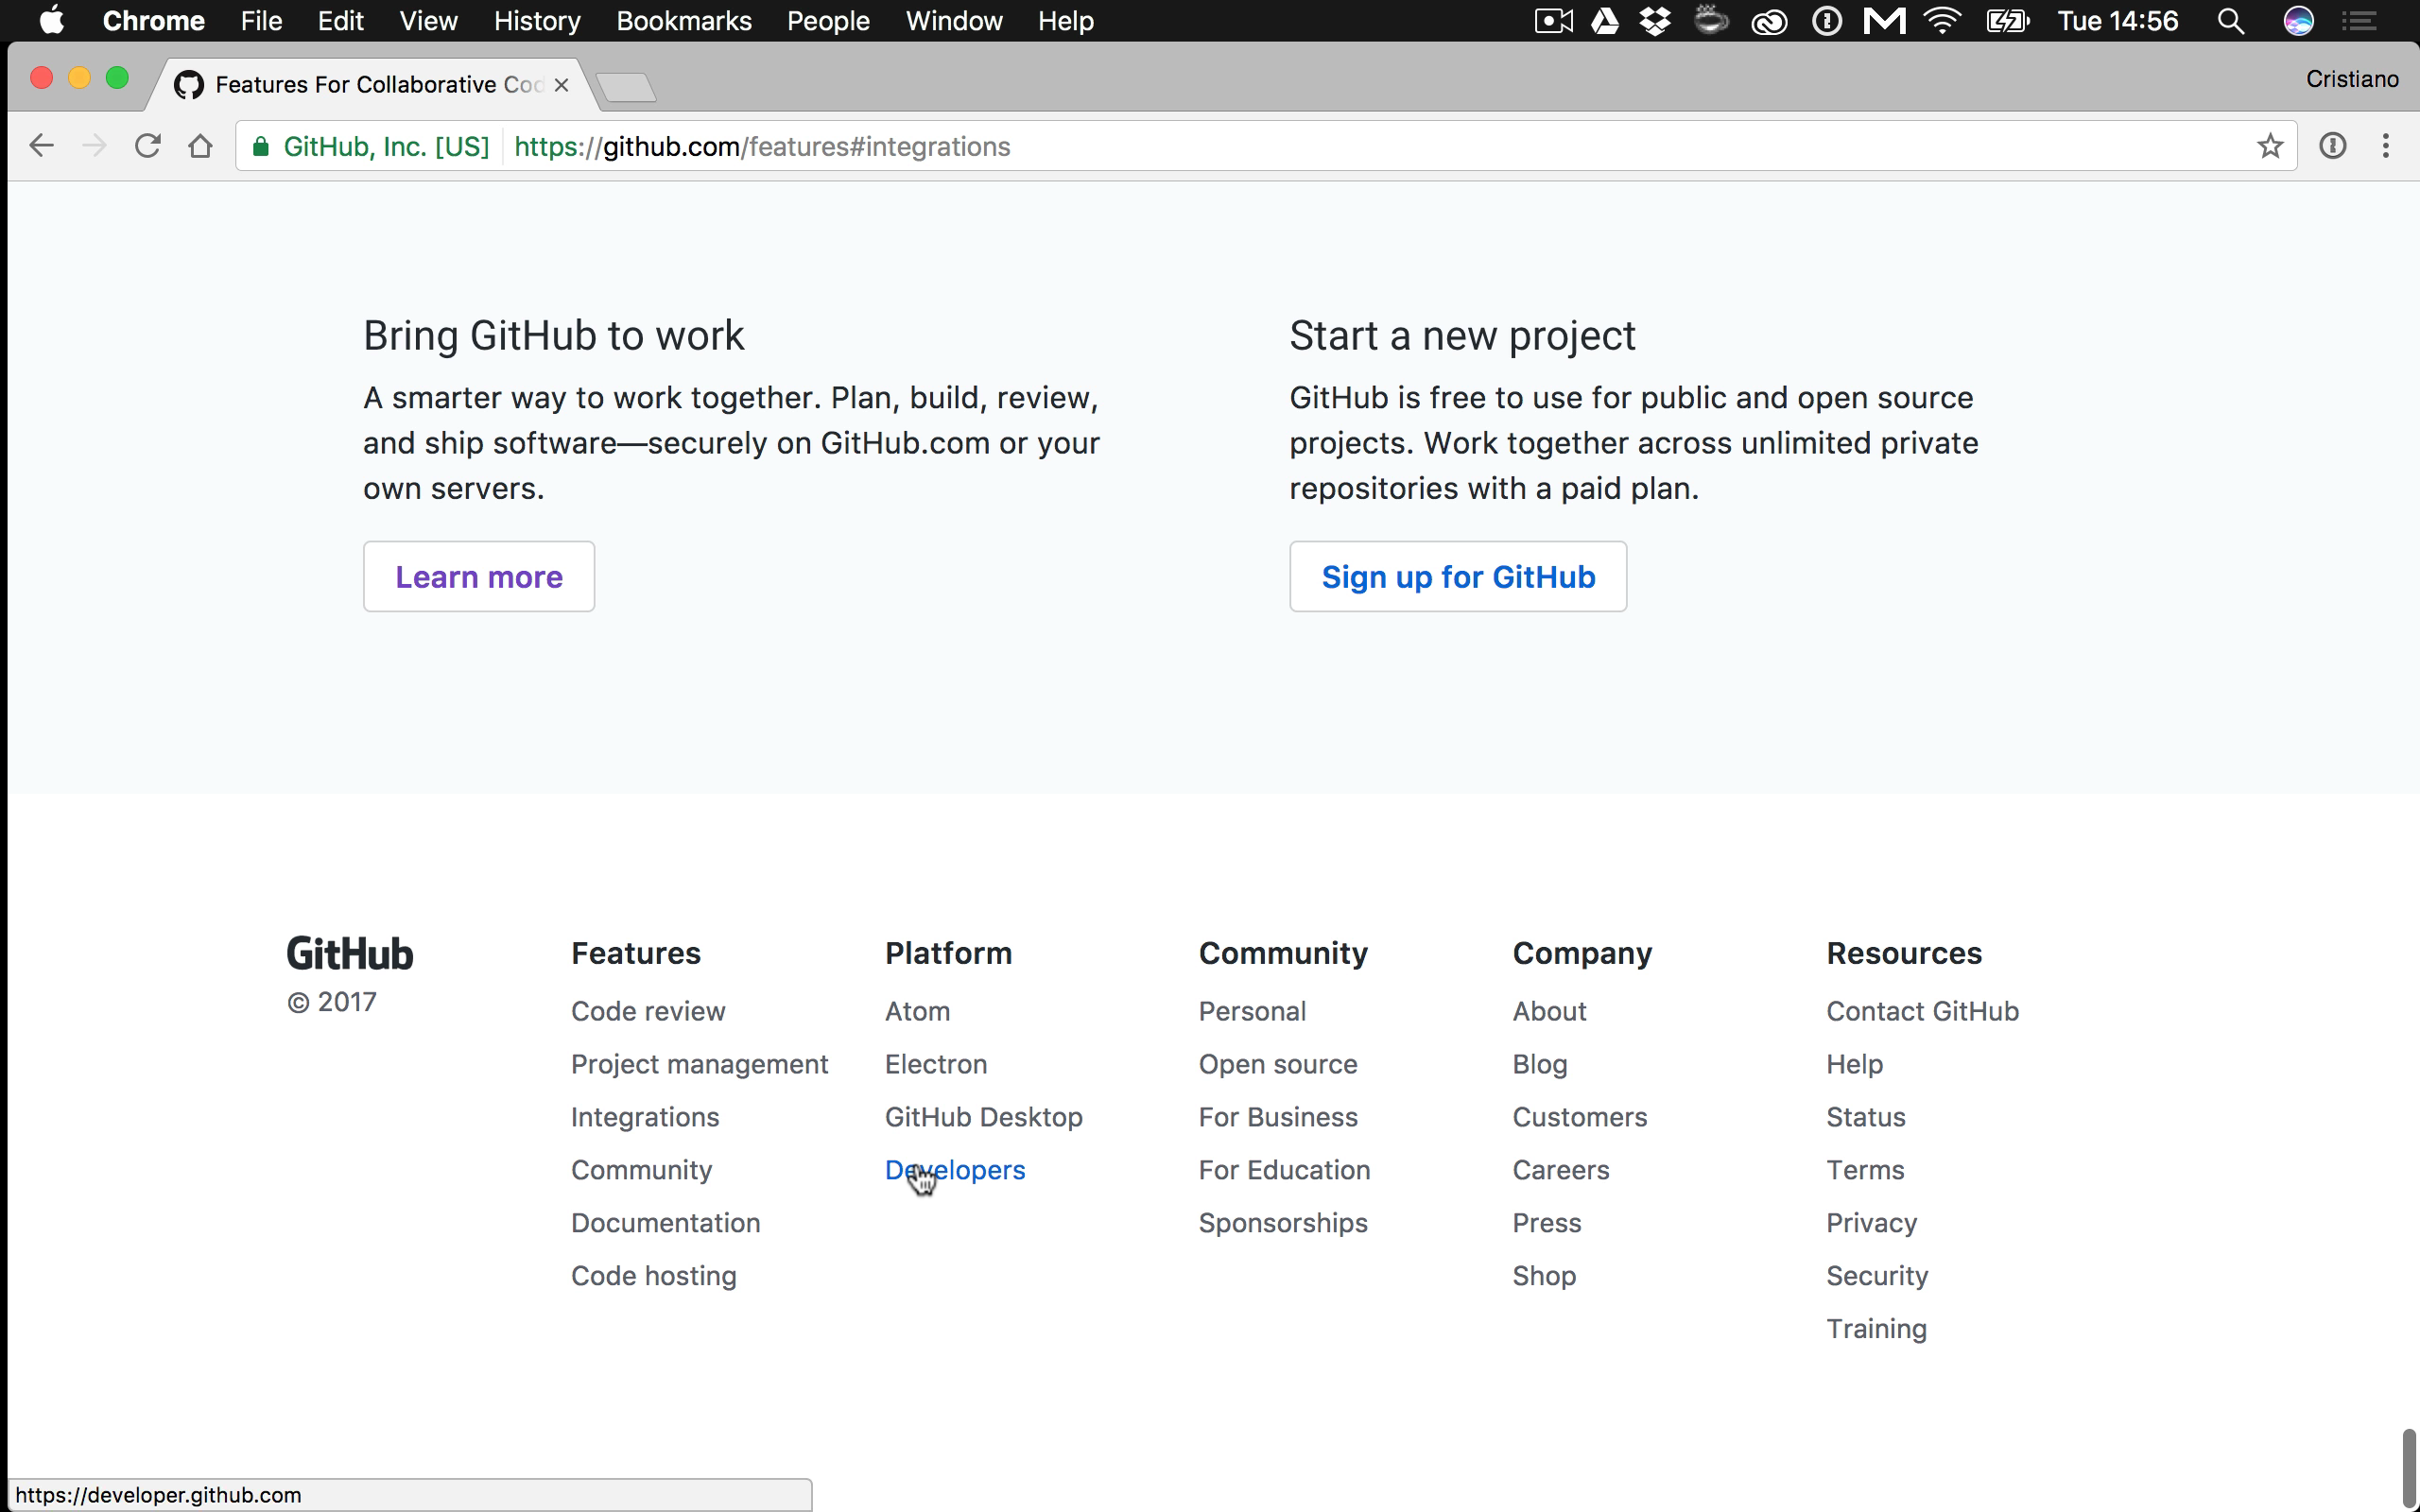 Chrome File Edit View History Bookmarks People Window Help Tue 14:56
Features For Collaborative Cod Cristiano
GitHub, Inc. [US] https://github.com/features#integrations
Bring GitHub to work
A smarter way to work together. Plan, build, review,
and ship software—securely on GitHub.com or your
own servers.
Learn more
Start a new project
GitHub is free to use for public and open source
projects. Work together across unlimited private
repositories with a paid plan.
Sign up for GitHub
GitHub
© 2017
Features
Code review
Project management
Integrations
Community
Documentation
Code hosting
Platform
Atom
Electron
GitHub Desktop
Developers
Community
Personal
Open source
For Business
For Education
Sponsorships
Company
About
Blog
Customers
Careers
Press
Shop
Resources
Contact GitHub
Help
Status
Terms
Privacy
Security
Training
https://developer.github.com